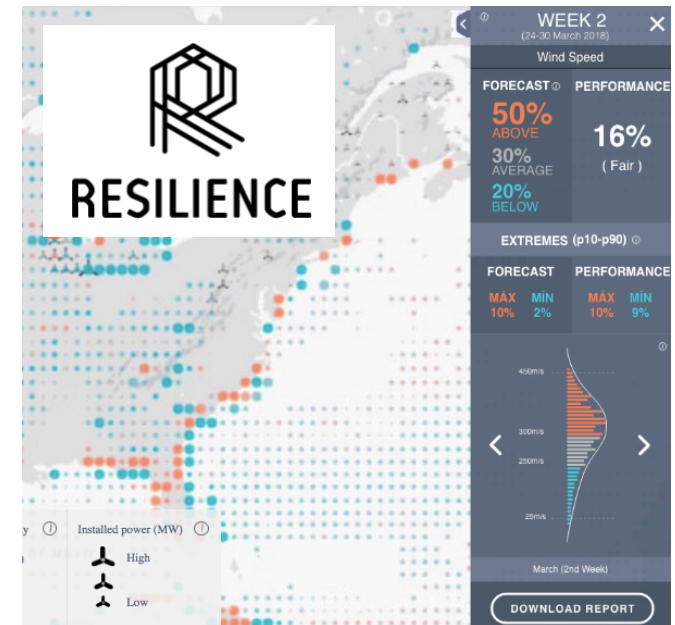 RESILIENCE
WEEK 2
(24-30 March 2018)
Wind Speed
FORECAST PERFORMANCE
50%
ABOVE
30%
AVERAGE
20%
BELOW
16%
( Fair )
EXTREMES (p10-p90)
FORECAST PERFORMANCE
MÁX MÍN MÁX MÍN
10% 2% 10% 9%
450m/s
300m/s
250m/s
25m/s
March (2nd Week)
DOWNLOAD REPORT
y Installed power (MW)
High
Low